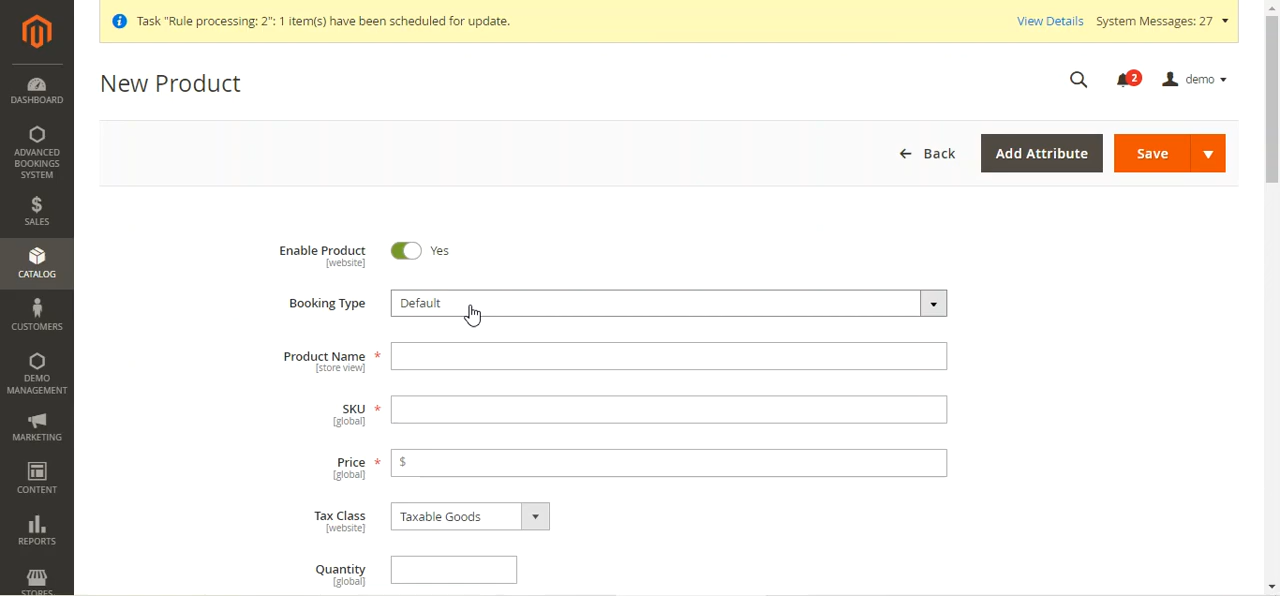 Task "Rule processing: 2": 1 item(s) have been scheduled for update.
View Details
System Messages: 27
New Product
2
demo
DASHBOARD
ADVANCED
BOOKINGS
SYSTEM
SALES
CATALOG
CUSTOMERS
DEMO
MANAGEMENT
MARKETING
CONTENT
REPORTS
STORES
Back
Add Attribute
Save
Enable Product
[website]
Yes
Booking Type
Default
Product Name *
[store view]
SKU *
[global]
Price *
[global]
$
Tax Class
[website]
Taxable Goods
Quantity
[global]